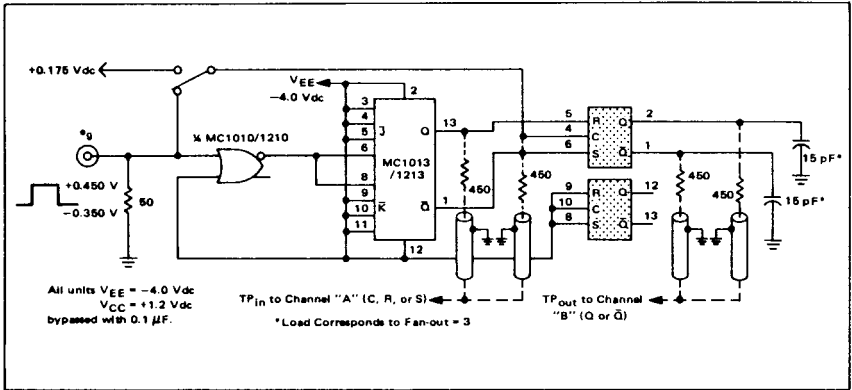 +0.175 Vdc
VEE
−4.0 Vdc
eg
+0.450 V
−0.350 V
50
¼ MC1010/1210
2
3
4
5
6
8
9
10
11
J̄
K̄
MC1013
/1213
Q
Q̄
13
1
12
450
450
5
4
6
R
C
S
Q
Q̄
2
1
9
10
8
R
C
S
Q
Q̄
12
13
450
450
15 pF*
15 pF*
All units VEE = −4.0 Vdc
VCC = +1.2 Vdc
bypassed with 0.1 µF.
TPin to Channel "A" (C, R, or S)
*Load Corresponds to Fan-out = 3
TPout to Channel
"B" (Q or Q̄)